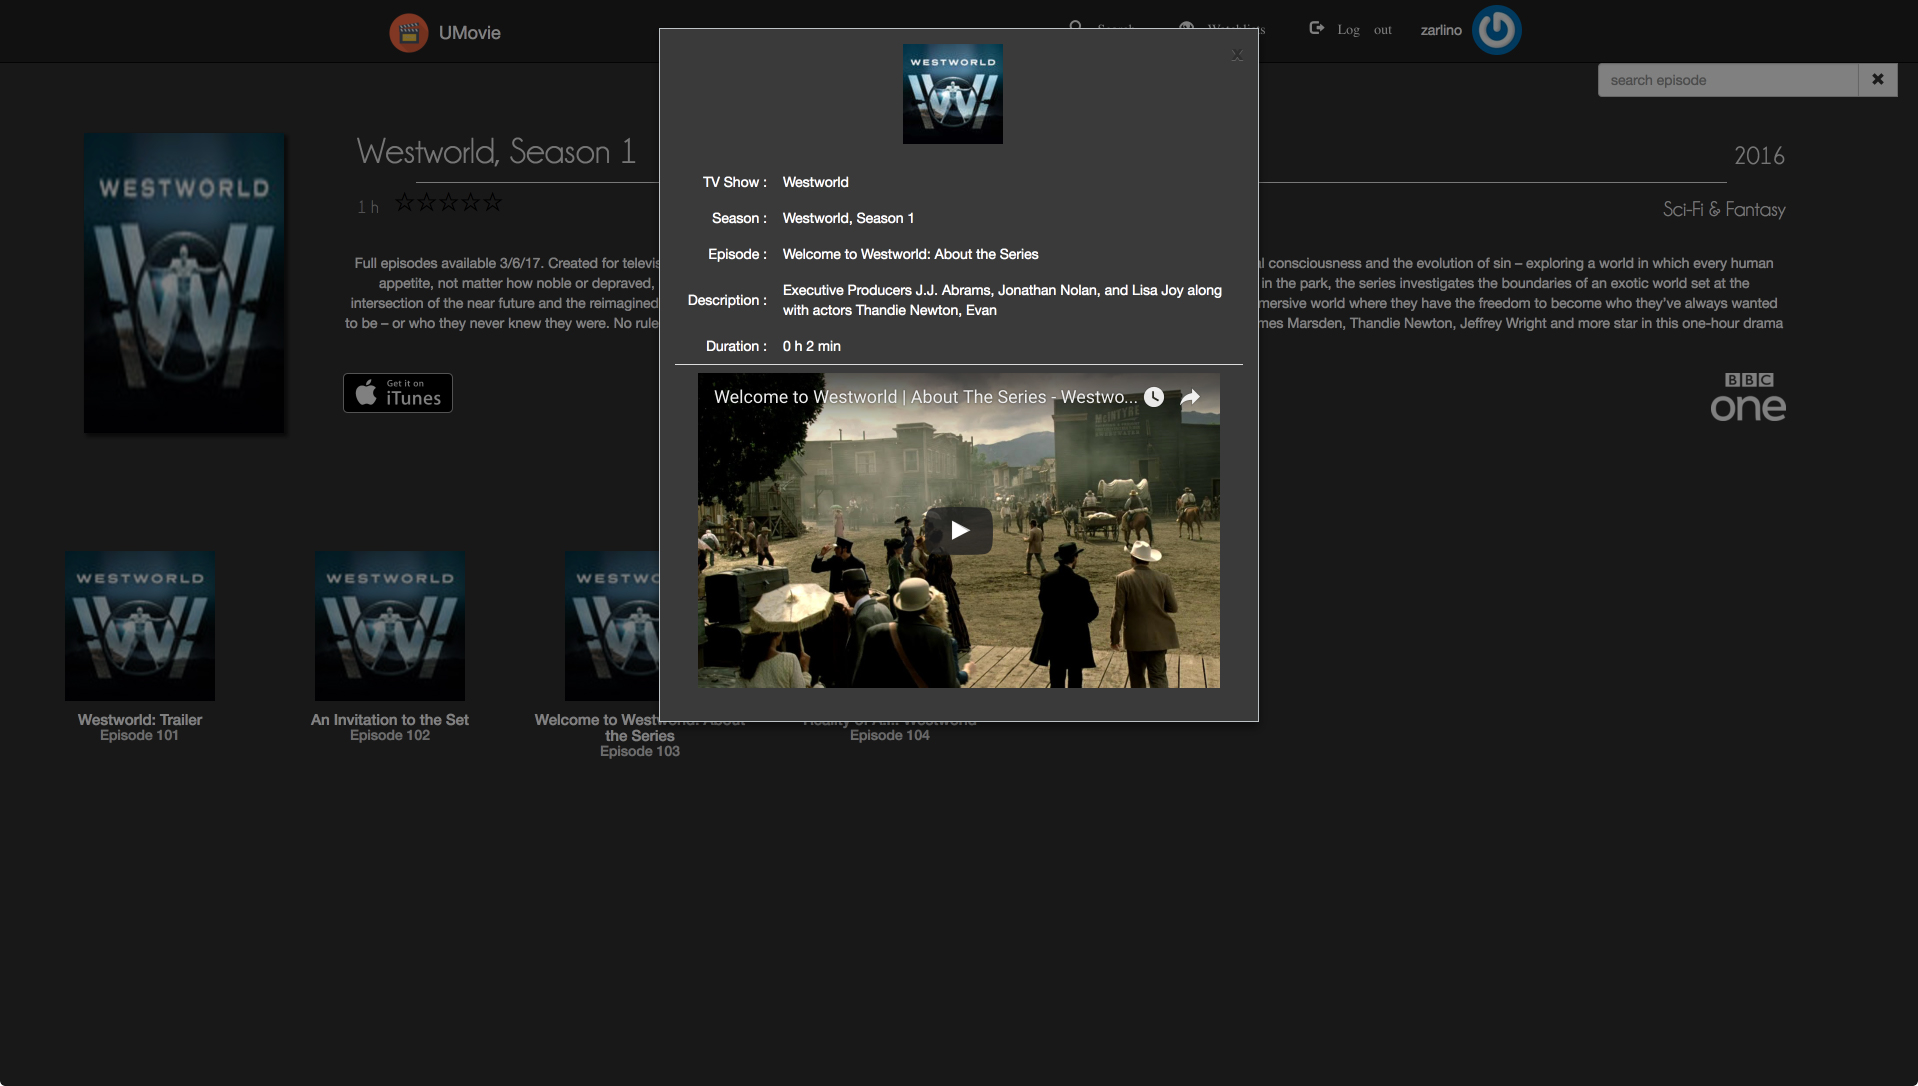 UMovie
Search
Watchlists
Log out
zarlino
search episode
WESTWORLD
x
WESTWORLD
Westworld, Season 1
2016
1 h
Sci-Fi & Fantasy
TV Show : Westworld
Season : Westworld, Season 1
Episode : Welcome to Westworld: About the Series
Description : Executive Producers J.J. Abrams, Jonathan Nolan, and Lisa Joy along
with actors Thandie Newton, Evan
Duration : 0 h 2 min
Full episodes available 3/6/17. Created for televis
consciousness and the evolution of sin – exploring a world in which every human
appetite, not matter how noble or depraved,
in the park, the series investigates the boundaries of an exotic world set at the
intersection of the near future and the reimagined
mersive world where they have the freedom to become who they've always wanted
to be – or who they never knew they were. No rule
mes Marsden, Thandie Newton, Jeffrey Wright and more star in this one-hour drama
Get it on
iTunes
BBC
one
Welcome to Westworld | About The Series - Westwo...
McINTYRE
WESTWORLD
WESTWORLD
WESTWO
Westworld: Trailer
Episode 101
An Invitation to the Set
Episode 102
Welcome to Westworld: About
the Series
Episode 103
Reality of A.I.: Westworld
Episode 104